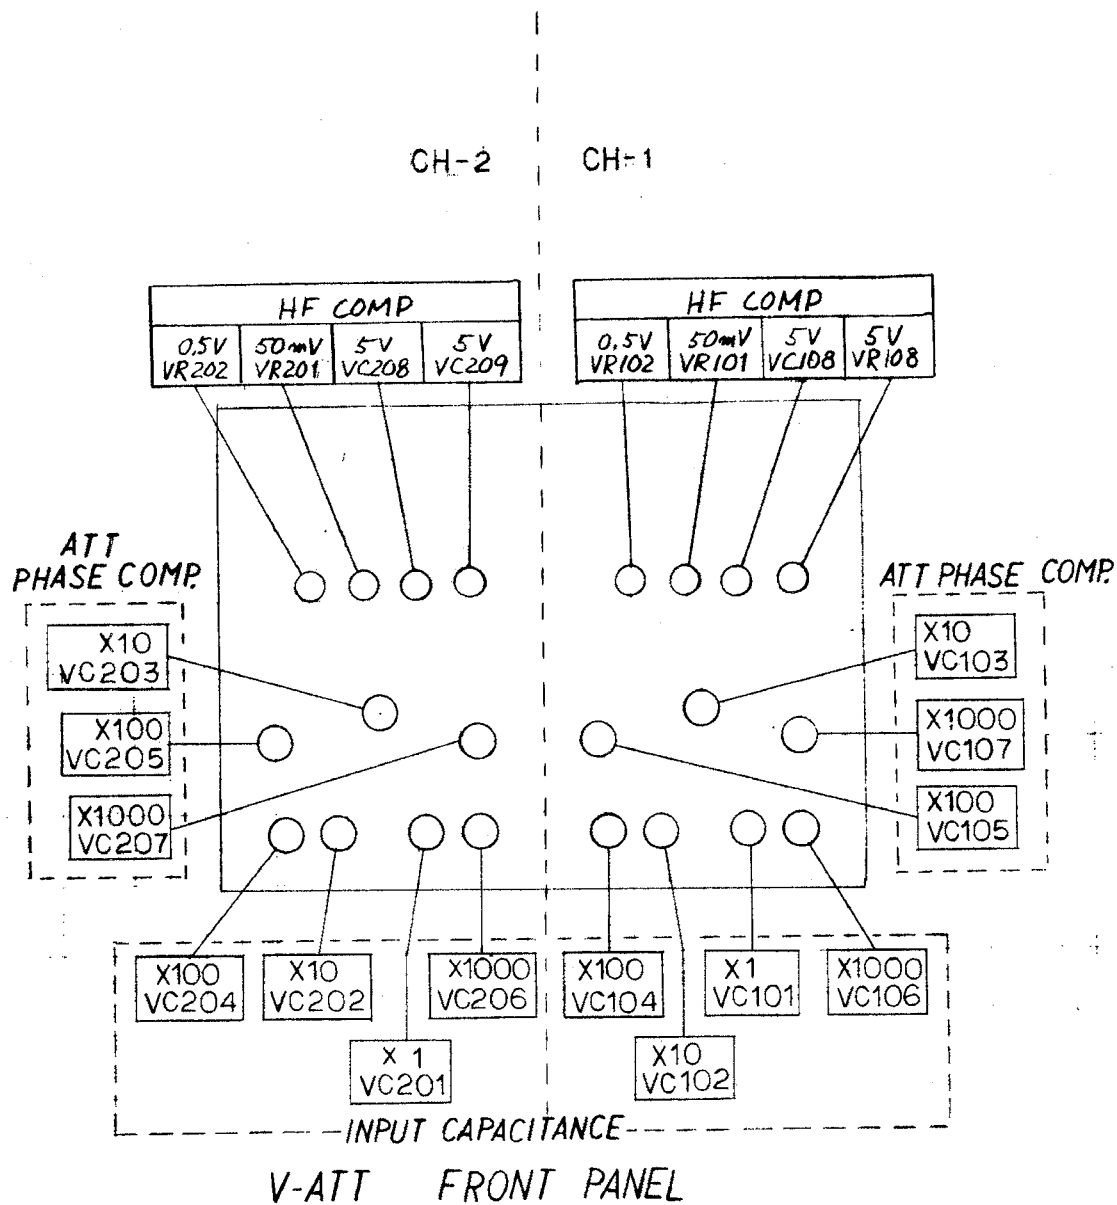 CH-2
CH-1
HF COMP
0.5V
VR202
50mV
VR201
5V
VC208
5V
VC209
HF COMP
0.5V
VR102
50mV
VR101
5V
VC108
5V
VR108
ATT
PHASE COMP.
X10
VC203
X100
VC205
X1000
VC207
ATT PHASE COMP.
X10
VC103
X1000
VC107
X100
VC105
X100
VC204
X10
VC202
X1000
VC206
X100
VC104
X1
VC101
X1000
VC106
X 1
VC201
X10
VC102
INPUT CAPACITANCE
V-ATT FRONT PANEL